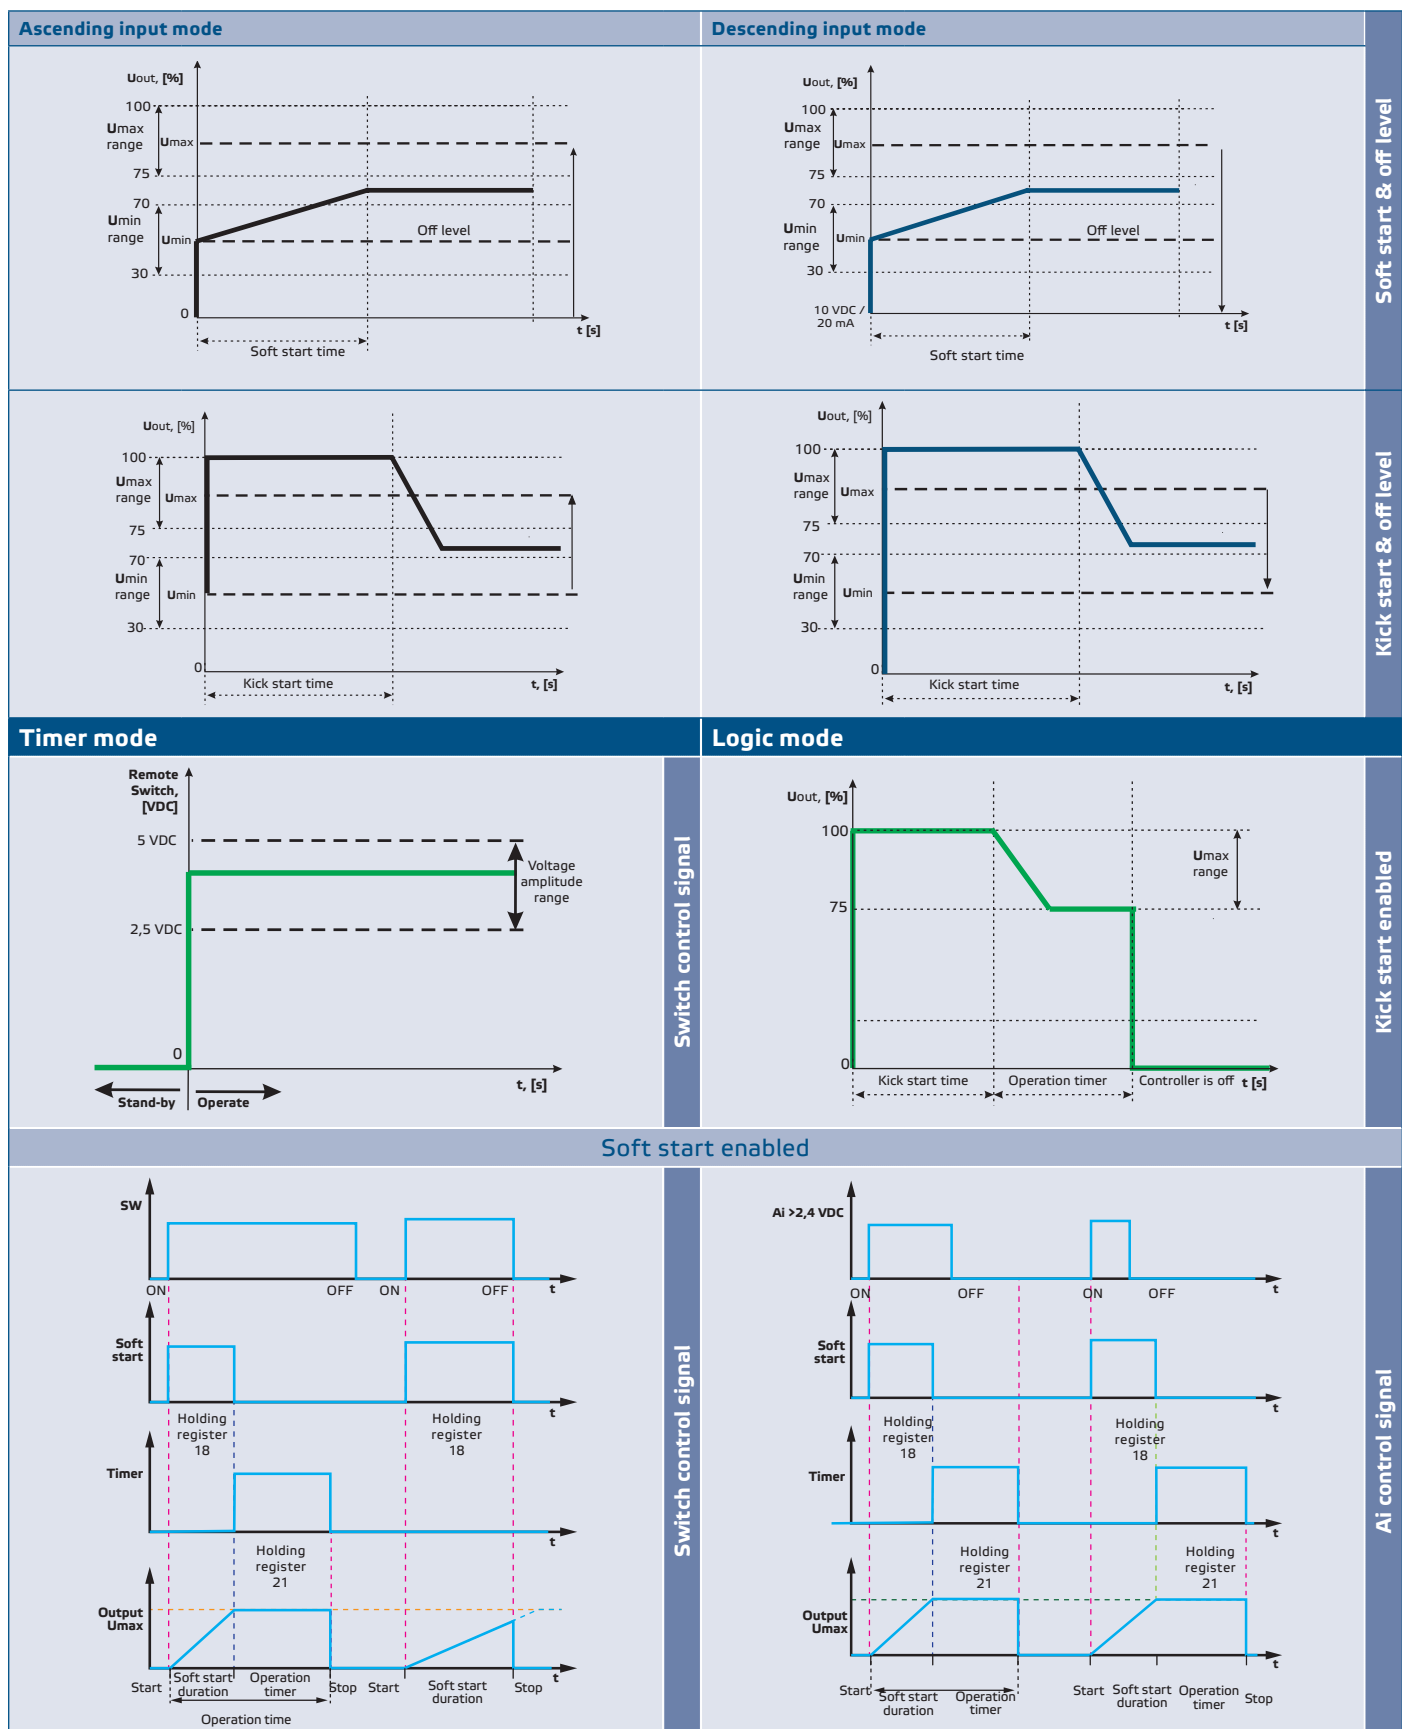 Ascending input mode
Descending input mode
Uout, [%]
100
Umax
range
Umax
75
70
Umin
range
Umin
Off level
30
0
t [s]
Soft start time
Uout, [%]
100
Umax
range
Umax
75
70
Umin
range
Umin
Off level
30
10 VDC /
20 mA
t [s]
Soft start time
Soft start & off level
Uout, [%]
100
Umax
range
Umax
75
70
Umin
range
Umin
30
0
Kick start time
t, [s]
Uout, [%]
100
Umax
range
Umax
75
70
Umin
range
Umin
30
0
Kick start time
t, [s]
Kick start & off level
Timer mode
Logic mode
Remote
Switch,
[VDC]
5 VDC
Voltage
amplitude
range
2,5 VDC
0
t, [s]
Stand-by
Operate
Switch control signal
Uout, [%]
100
Umax
range
75
0
Kick start time
Operation timer
Controller is off
t [s]
Kick start enabled
Soft start enabled
SW
ON
OFF
ON
OFF
t
Soft
start
t
Holding
register
18
Holding
register
18
Timer
t
Holding
register
21
Output
Umax
t
Start
Soft start
duration
Operation
timer
Stop
Start
Soft start
duration
Stop
Operation time
Switch control signal
Ai >2,4 VDC
ON
OFF
ON
OFF
t
Soft
start
t
Holding
register
18
Holding
register
18
Timer
t
Holding
register
21
Holding
register
21
Output
Umax
t
Start
Soft start
duration
Operation
timer
Start
Soft start
duration
Operation
timer
Stop
Ai control signal